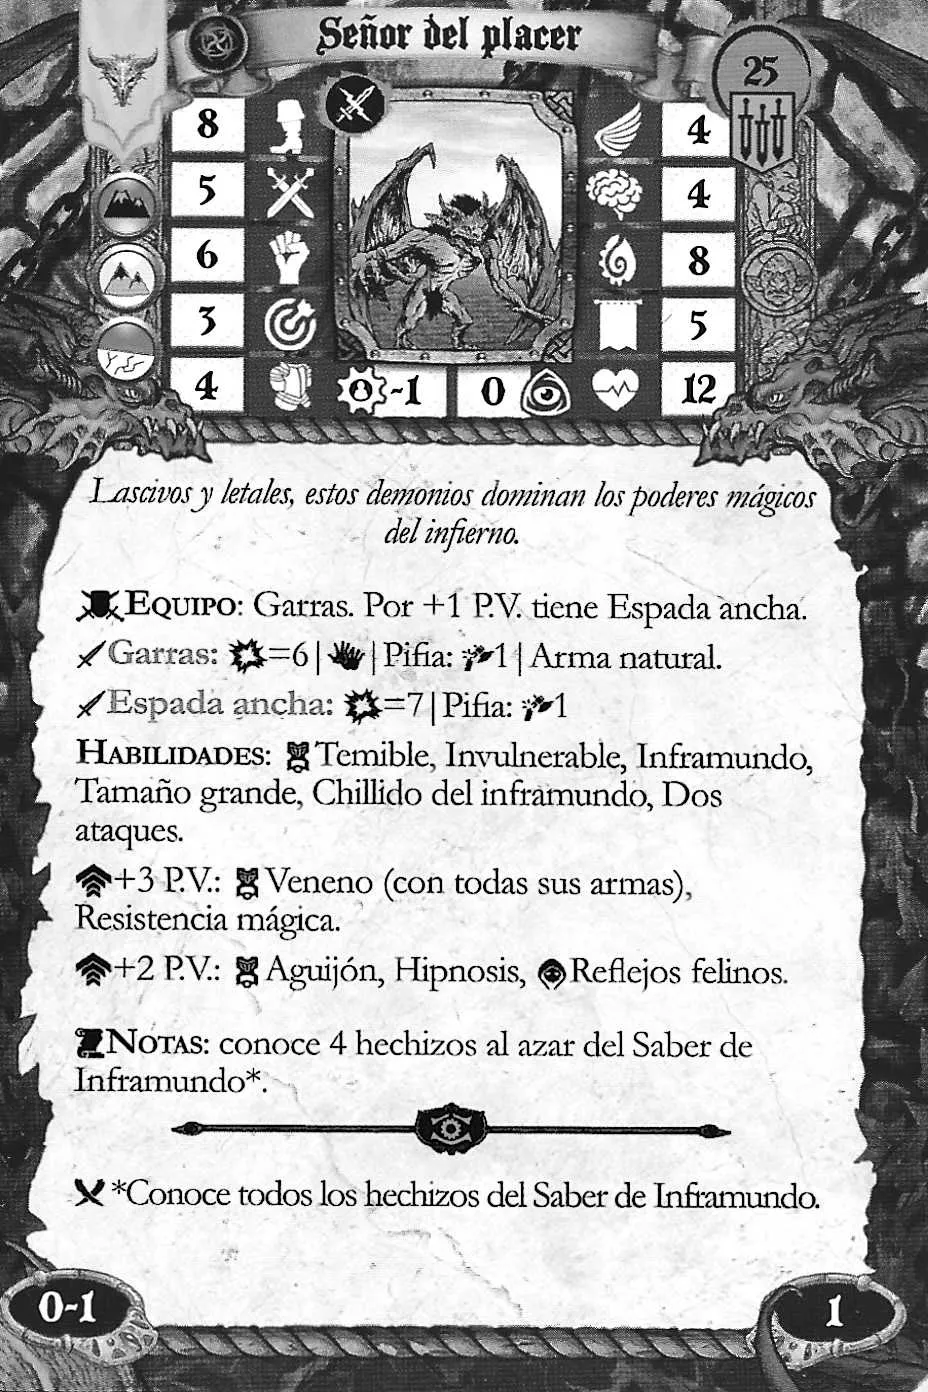 Señor del placer
25
8
4
5
4
6
8
3
5
4
-1
0
12
Lascivos y letales, estos demonios dominan los poderes mágicos
del infierno.
EQUIPO: Garras. Por +1 P.V. tiene Espada ancha.
Garras: =6 | | Pifia: 1 | Arma natural.
Espada ancha: =7 | Pifia: 1
HABILIDADES: Temible, Invulnerable, Inframundo,
Tamaño grande, Chillido del inframundo, Dos
ataques.
+3 P.V.: Veneno (con todas sus armas),
Resistencia mágica.
+2 P.V.: Aguijón, Hipnosis, Reflejos felinos.
NOTAS: conoce 4 hechizos al azar del Saber de
Inframundo*.
*Conoce todos los hechizos del Saber de Inframundo.
0-1
1